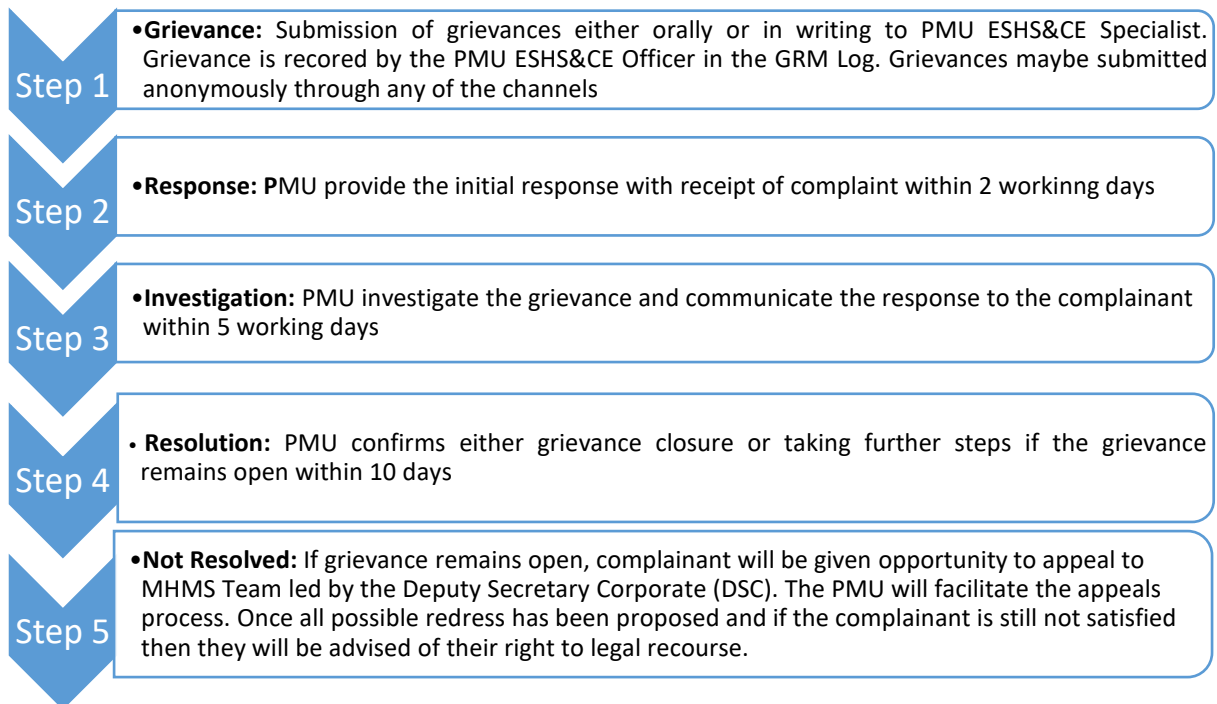 Step 1
•Grievance: Submission of grievances either orally or in writing to PMU ESHS&CE Specialist.
Grievance is recored by the PMU ESHS&CE Officer in the GRM Log. Grievances maybe submitted
anonymously through any of the channels
Step 2
•Response: PMU provide the initial response with receipt of complaint within 2 workinng days
Step 3
•Investigation: PMU investigate the grievance and communicate the response to the complainant
within 5 working days
Step 4
• Resolution: PMU confirms either grievance closure or taking further steps if the grievance
remains open within 10 days
Step 5
•Not Resolved: If grievance remains open, complainant will be given opportunity to appeal to
MHMS Team led by the Deputy Secretary Corporate (DSC). The PMU will facilitate the appeals
process. Once all possible redress has been proposed and if the complainant is still not satisfied
then they will be advised of their right to legal recourse.